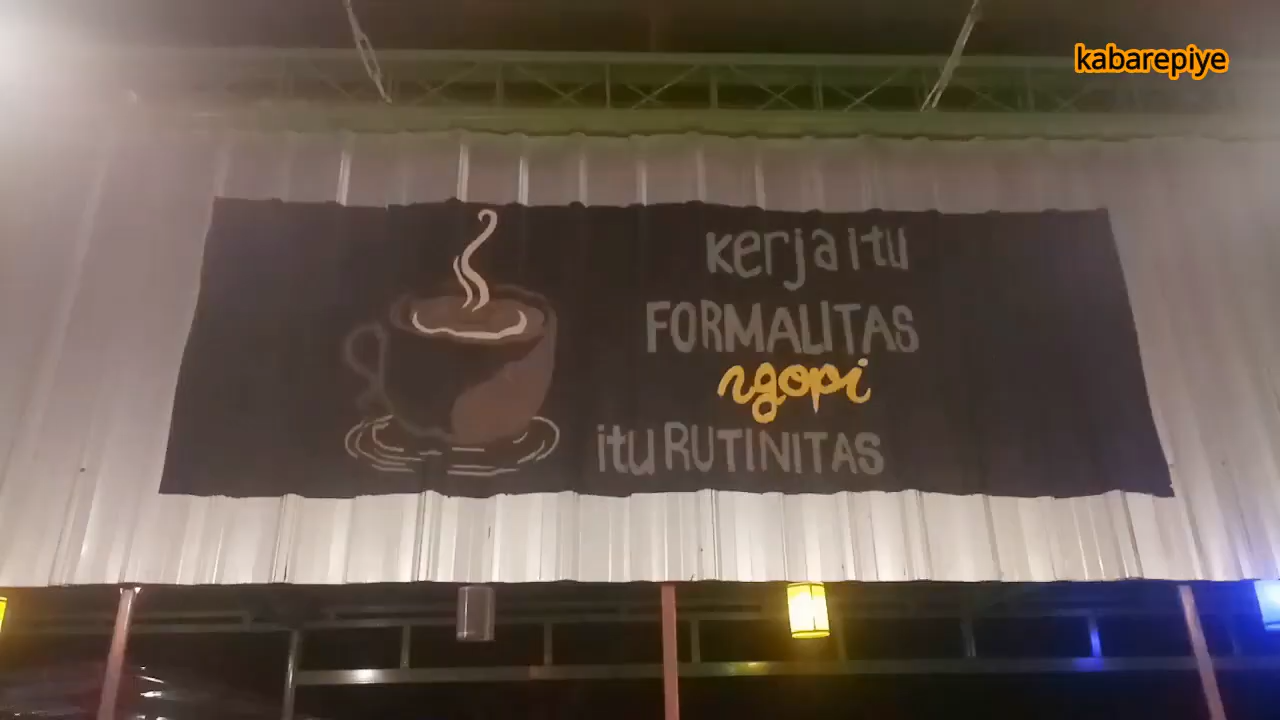 kabarepiye
kerja itu
FORMALITAS
ngopi
itu RUTINITAS